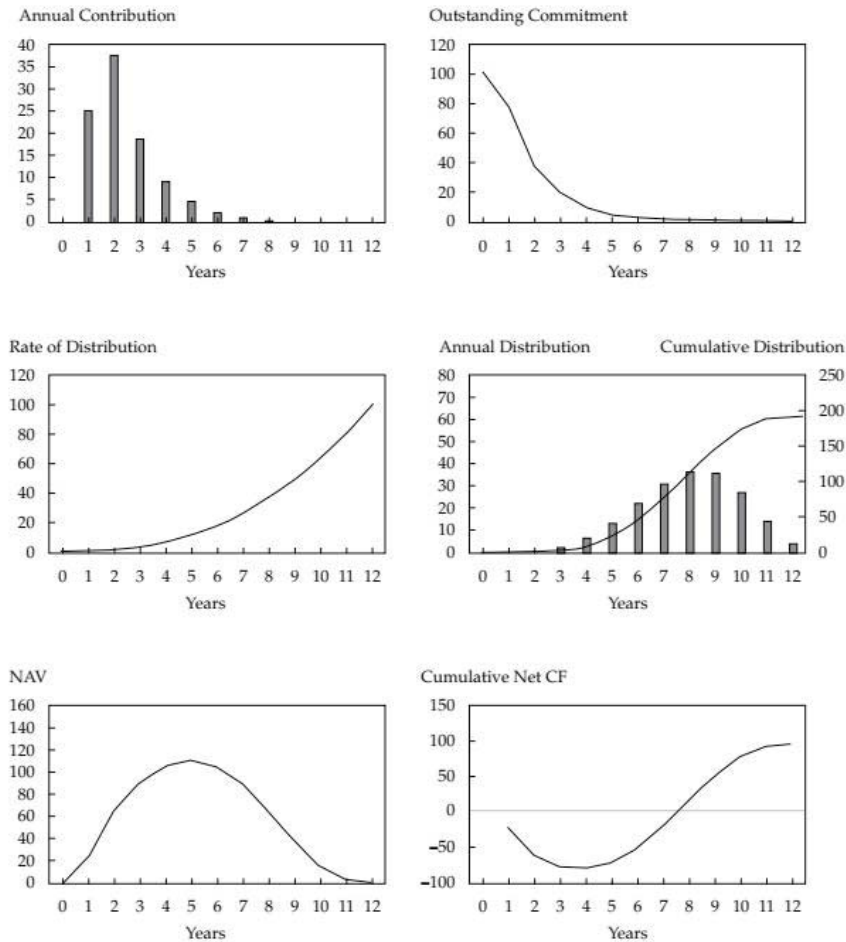 Annual Contribution
40
35
30
25
20
15
10
5
0
0 1 2 3 4 5 6 7 8 9 10 11 12
Years
Outstanding Commitment
120
100
80
60
40
20
0
0 1 2 3 4 5 6 7 8 9 10 11 12
Years
Rate of Distribution
120
100
80
60
40
20
0
0 1 2 3 4 5 6 7 8 9 10 11 12
Years
Annual Distribution Cumulative Distribution
80 250
70
60 200
50 150
40
30 100
20 50
10
0 0
0 1 2 3 4 5 6 7 8 9 10 11 12
Years
NAV
160
140
120
100
80
60
40
20
0
0 1 2 3 4 5 6 7 8 9 10 11 12
Years
Cumulative Net CF
150
100
50
0
–50
–100
0 1 2 3 4 5 6 7 8 9 10 11 12
Years